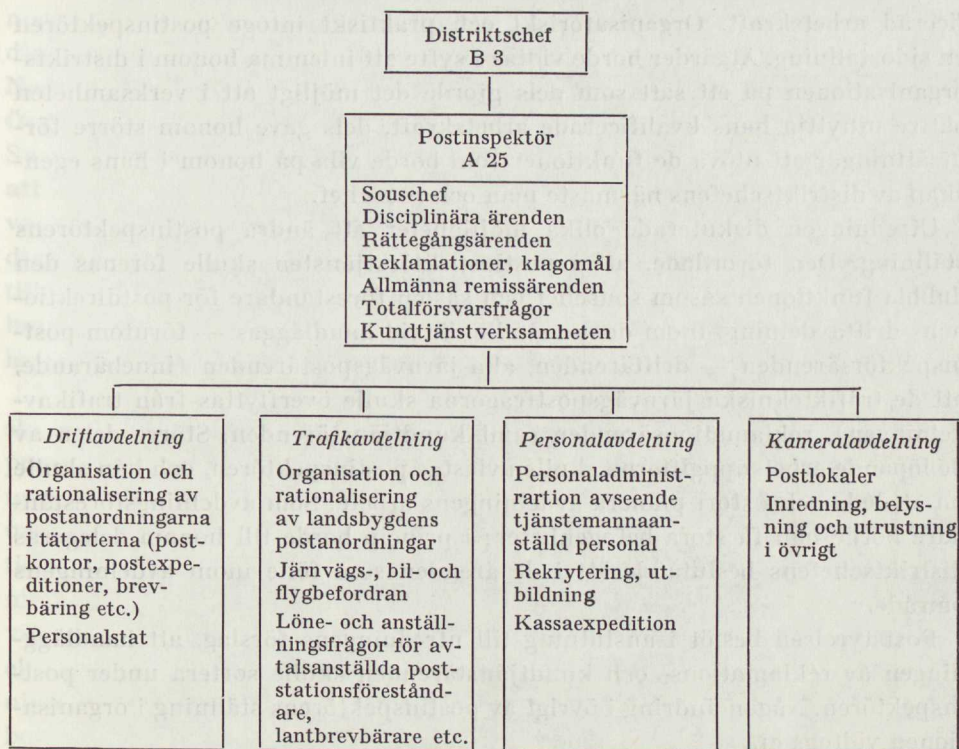 Distriktschef
B 3
Postinspektör
A 25
Souschef
Disciplinära ärenden
Rättegångsärenden
Reklamationer, klagomål
Allmänna remissärenden
Totalförsvarsfrågor
Kundtjänstverksamheten
Driftavdelning
Organisation och
rationalisering av
postanordningarna
i tätorterna (post-
kontor, postexpe-
ditioner, brev-
bäring etc.)
Personalstat
Trafikavdelning
Organisation och
rationalisering
av landsbygdens
postanordningar
Järnvägs-, bil- och
flygbefordran
Löne- och anställ-
ningsfrågor för av-
talsanställda post-
stationsförestånd-
are,
lantbrevbärare etc.
Personalavdelning
Personaladminist-
rartion avseende
tjänstemannaan-
ställd personal
Rekrytering, ut-
bildning
Kassaexpedition
Kameralavdelning
Postlokaler
Inredning, belys-
ning och utrustning
i övrigt